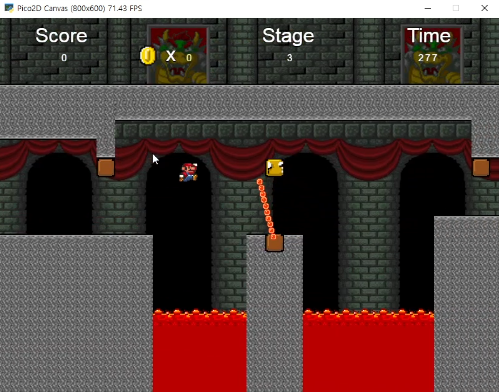 Pico2D Canvas (800x600) 71.43 FPS
Score Stage Time
0 X 0 3 277